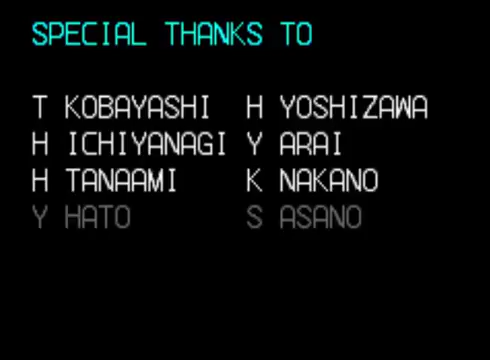 SPECIAL THANKS TO
T KOBAYASHI H YOSHIZAWA
H ICHIYANAGI Y ARAI
H TANAAMI K NAKANO
Y HATO S ASANO